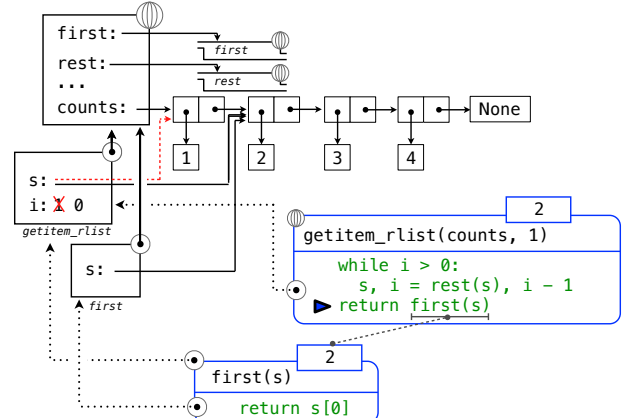 first:
first
rest:
rest
...
counts:
None
1
2
3
4
s:
i: 1 0
getitem_rlist
s:
first
2
getitem_rlist(counts, 1)
while i > 0:
s, i = rest(s), i - 1
return first(s)
2
first(s)
return s[0]